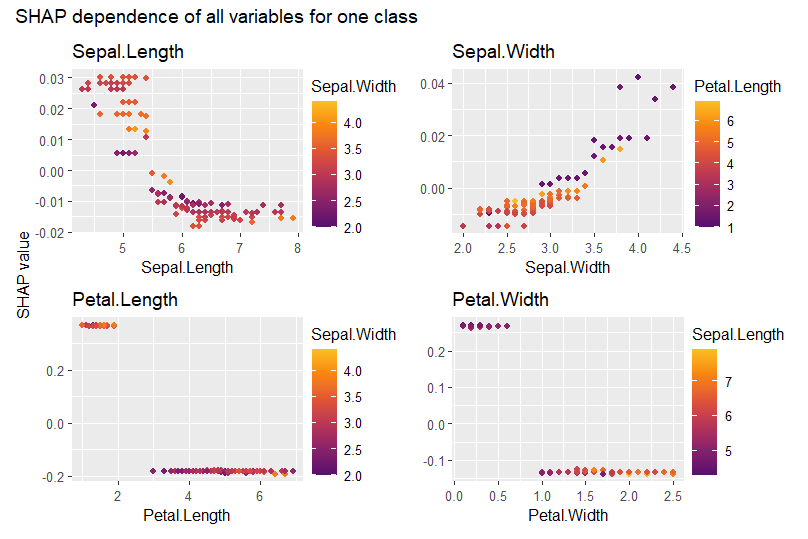 SHAP dependence of all variables for one class
Sepal.Length
0.03
0.02
0.01
0.00
-0.01
-0.02
5 6 7 8
Sepal.Length
Sepal.Width
4.0
3.5
3.0
2.5
2.0
Sepal.Width
0.04
0.02
0.00
2.0 2.5 3.0 3.5 4.0 4.5
Sepal.Width
Petal.Length
6
5
4
3
2
1
SHAP value
Petal.Length
0.2
0.0
-0.2
2 4 6
Petal.Length
Sepal.Width
4.0
3.5
3.0
2.5
2.0
Petal.Width
0.2
0.1
0.0
-0.1
0.0 0.5 1.0 1.5 2.0 2.5
Petal.Width
Sepal.Length
7
6
5